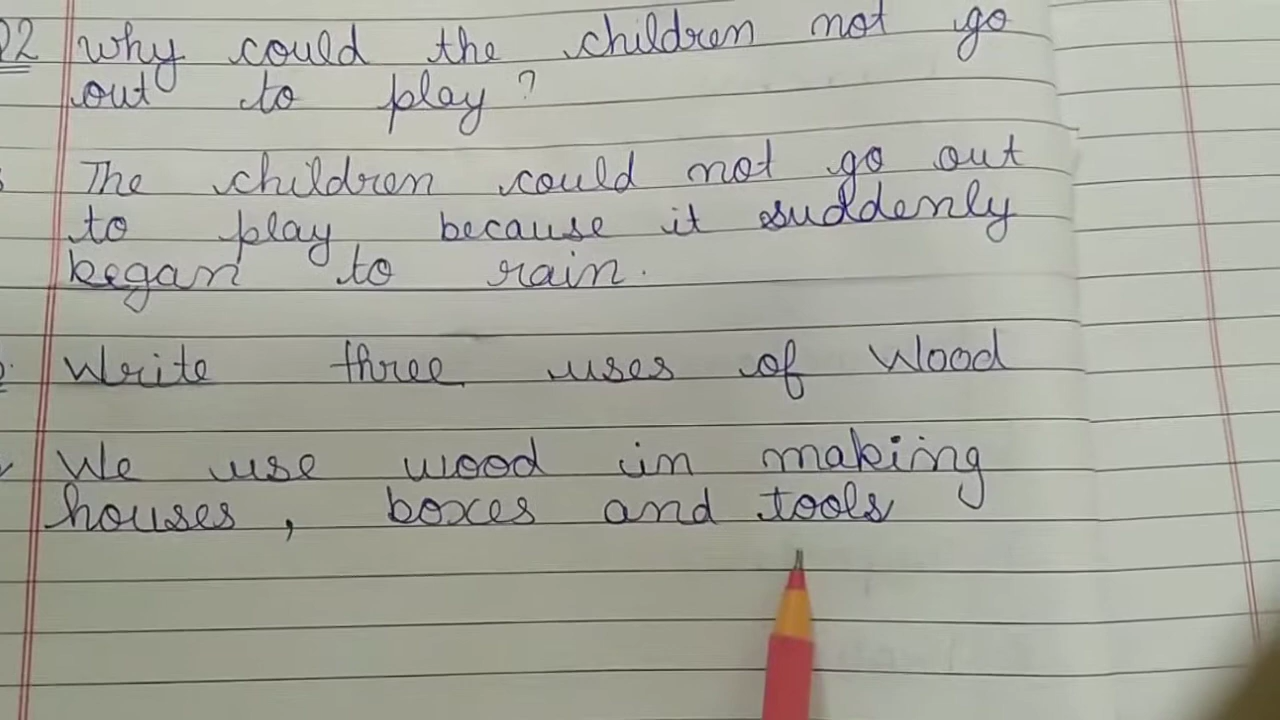 Q2 Why could the children not go
out to play?
The children could not go out
to play because it suddenly
began to rain.
Write three uses of Wood
We use wood in making
houses, boxes and tools